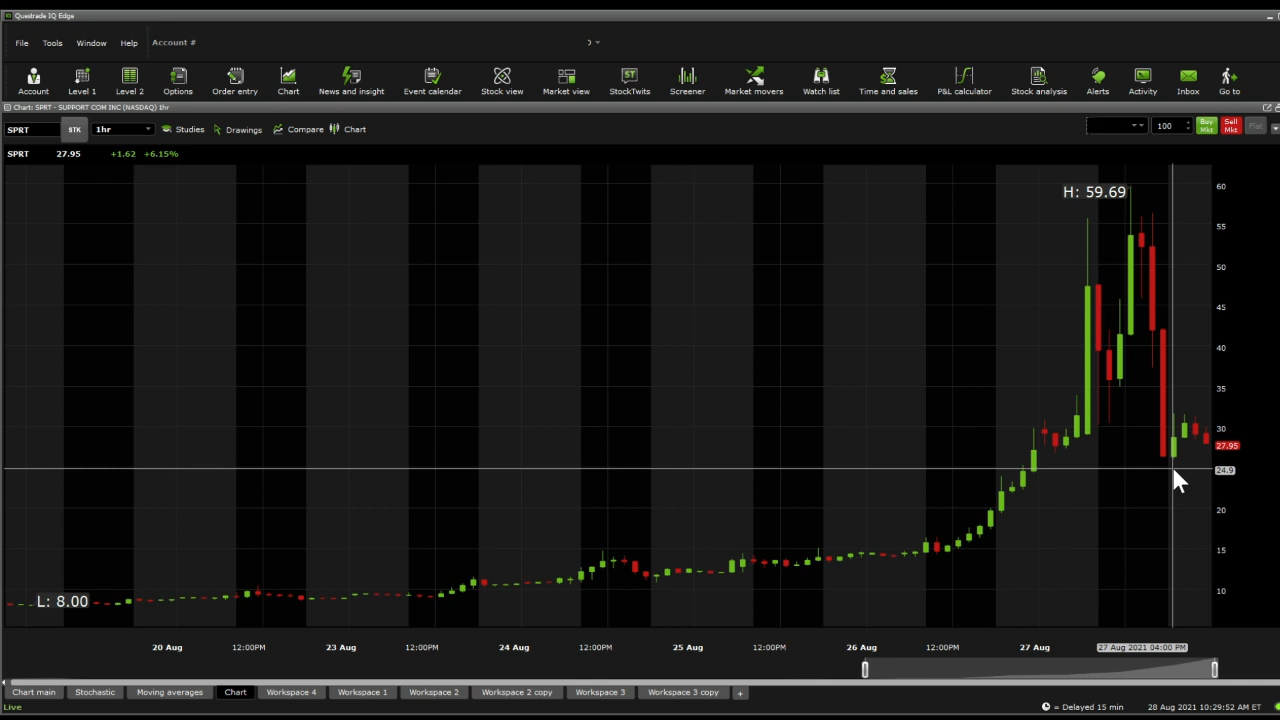 Questrade IQ Edge
File Tools Window Help Account #
Account Level 1 Level 2 Options Order entry Chart News and insight Event calendar Stock view Market view StockTwits Screener Market movers Watch list Time and sales P&L calculator Stock analysis Alerts Activity Inbox Go to
Chart: SPRT - SUPPORT COM INC (NASDAQ) 1hr
SPRT STK 1hr Studies Drawings Compare Chart 100 Buy Mkt Sell Mkt Flat
SPRT 27.95 +1.62 +6.15%
H: 59.69
60
55
50
45
40
35
30
27.95
24.9
20
15
10
L: 8.00
20 Aug 12:00PM 23 Aug 12:00PM 24 Aug 12:00PM 25 Aug 12:00PM 26 Aug 12:00PM 27 Aug 27 Aug 2021 04:00 PM
Chart main Stochastic Moving averages Chart Workspace 4 Workspace 1 Workspace 2 Workspace 2 copy Workspace 3 Workspace 3 copy +
Live = Delayed 15 min 28 Aug 2021 10:29:52 AM ET